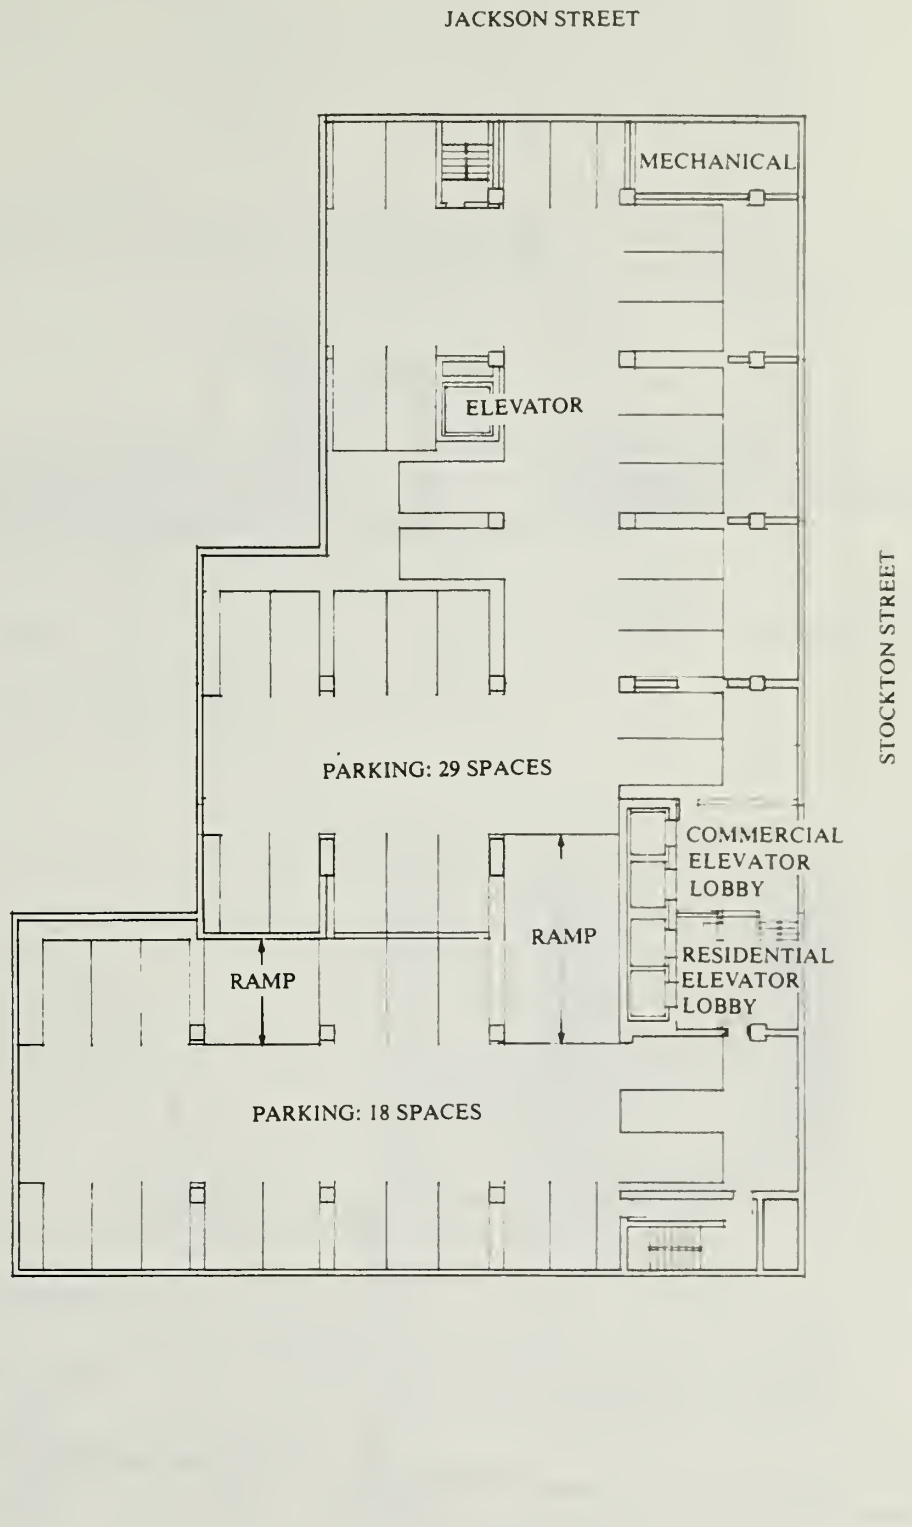 JACKSON STREET
MECHANICAL
ELEVATOR
STOCKTON STREET
PARKING: 29 SPACES
COMMERCIAL
ELEVATOR
LOBBY
RAMP
RESIDENTIAL
ELEVATOR
LOBBY
RAMP
PARKING: 18 SPACES